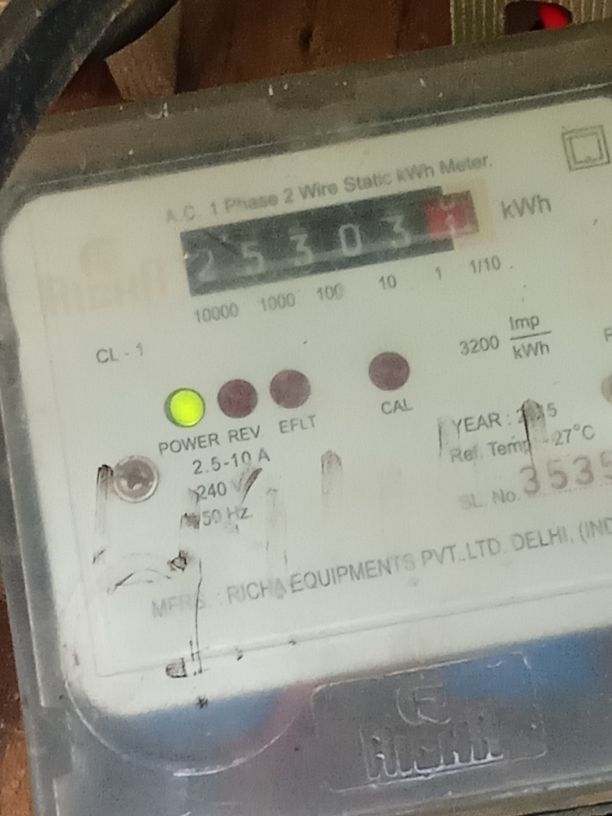 A.C. 1 Phase 2 Wire Static kWh Meter.
2 5 3 0 3 kWh
10000 1000 100 10 1 1/10
RICHA
CL - 1
3200 Imp/kWh
POWER REV EFLT CAL
2.5-10 A
240 V
50 Hz
YEAR :
Ref. Temp -27°C
SL. No. 3535
MFRS. : RICHA EQUIPMENTS PVT. LTD. DELHI, (IND
RICHA